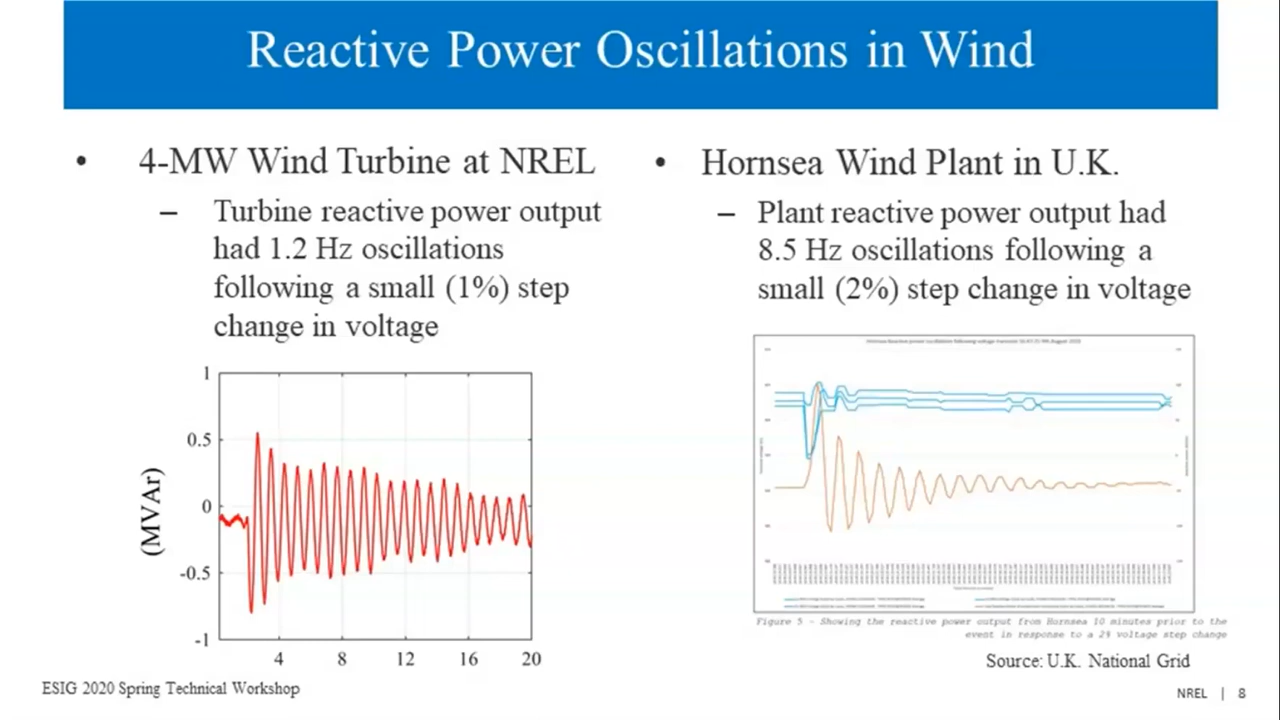 Reactive Power Oscillations in Wind
• 4-MW Wind Turbine at NREL
– Turbine reactive power output
had 1.2 Hz oscillations
following a small (1%) step
change in voltage
(MVAr)
1
0.5
0
-0.5
-1
4 8 12 16 20
• Hornsea Wind Plant in U.K.
– Plant reactive power output had
8.5 Hz oscillations following a
small (2%) step change in voltage
Figure 5 - Showing the reactive power output from Hornsea 10 minutes prior to the
event in response to a 2% voltage step change
Source: U.K. National Grid
ESIG 2020 Spring Technical Workshop
NREL | 8